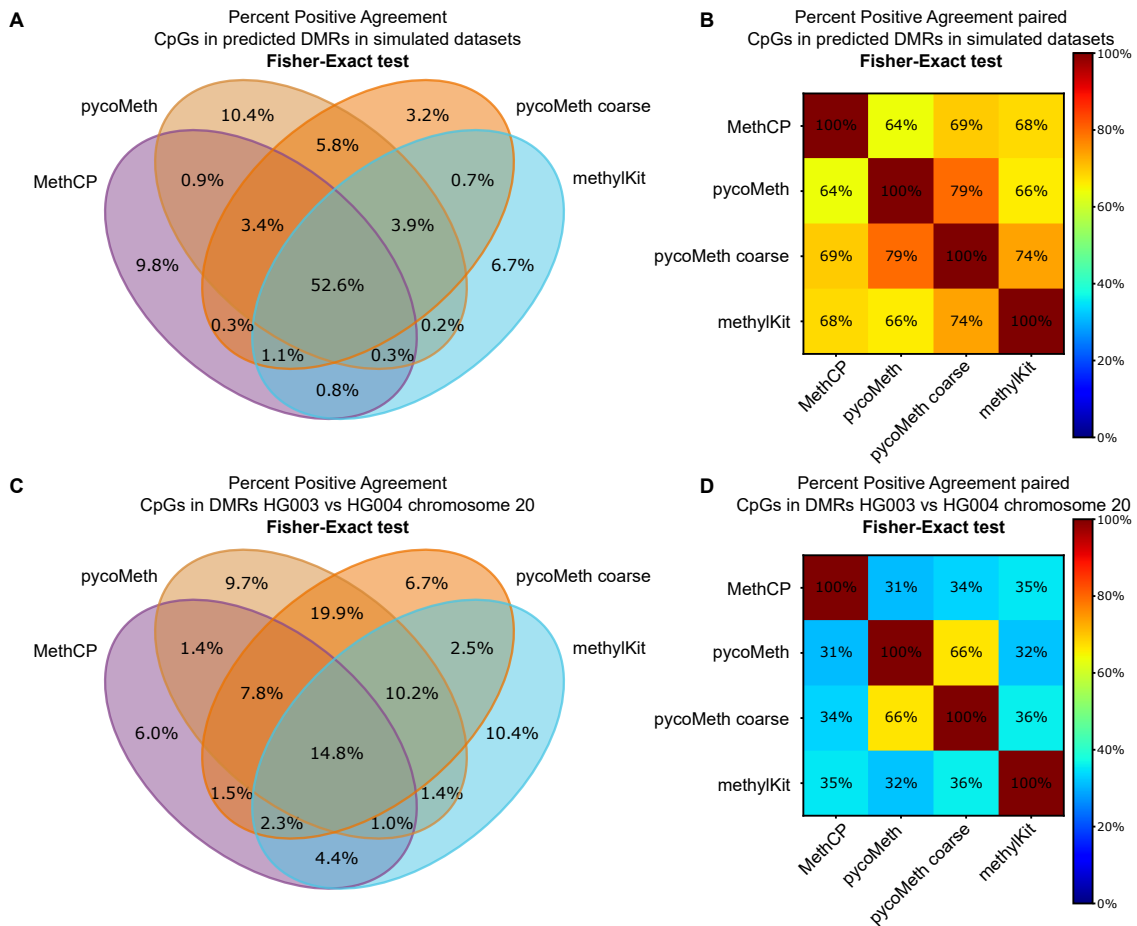 A
Percent Positive Agreement
CpGs in predicted DMRs in simulated datasets
Fisher-Exact test
pycoMeth
10.4%
3.2%
pycoMeth coarse
5.8%
MethCP
0.9%
0.7%
methylKit
3.4%
3.9%
9.8%
6.7%
52.6%
0.3%
0.2%
1.1%
0.3%
0.8%
B
Percent Positive Agreement paired
CpGs in predicted DMRs in simulated datasets
Fisher-Exact test
MethCP
100%
64%
69%
68%
pycoMeth
64%
100%
79%
66%
pycoMeth coarse
69%
79%
100%
74%
methylKit
68%
66%
74%
100%
MethCP
pycoMeth
pycoMeth coarse
methylKit
100%
80%
60%
40%
20%
0%
C
Percent Positive Agreement
CpGs in DMRs HG003 vs HG004 chromosome 20
Fisher-Exact test
pycoMeth
9.7%
6.7%
pycoMeth coarse
19.9%
MethCP
1.4%
2.5%
methylKit
7.8%
10.2%
6.0%
10.4%
14.8%
1.5%
1.4%
2.3%
1.0%
4.4%
D
Percent Positive Agreement paired
CpGs in DMRs HG003 vs HG004 chromosome 20
Fisher-Exact test
MethCP
100%
31%
34%
35%
pycoMeth
31%
100%
66%
32%
pycoMeth coarse
34%
66%
100%
36%
methylKit
35%
32%
36%
100%
MethCP
pycoMeth
pycoMeth coarse
methylKit
100%
80%
60%
40%
20%
0%